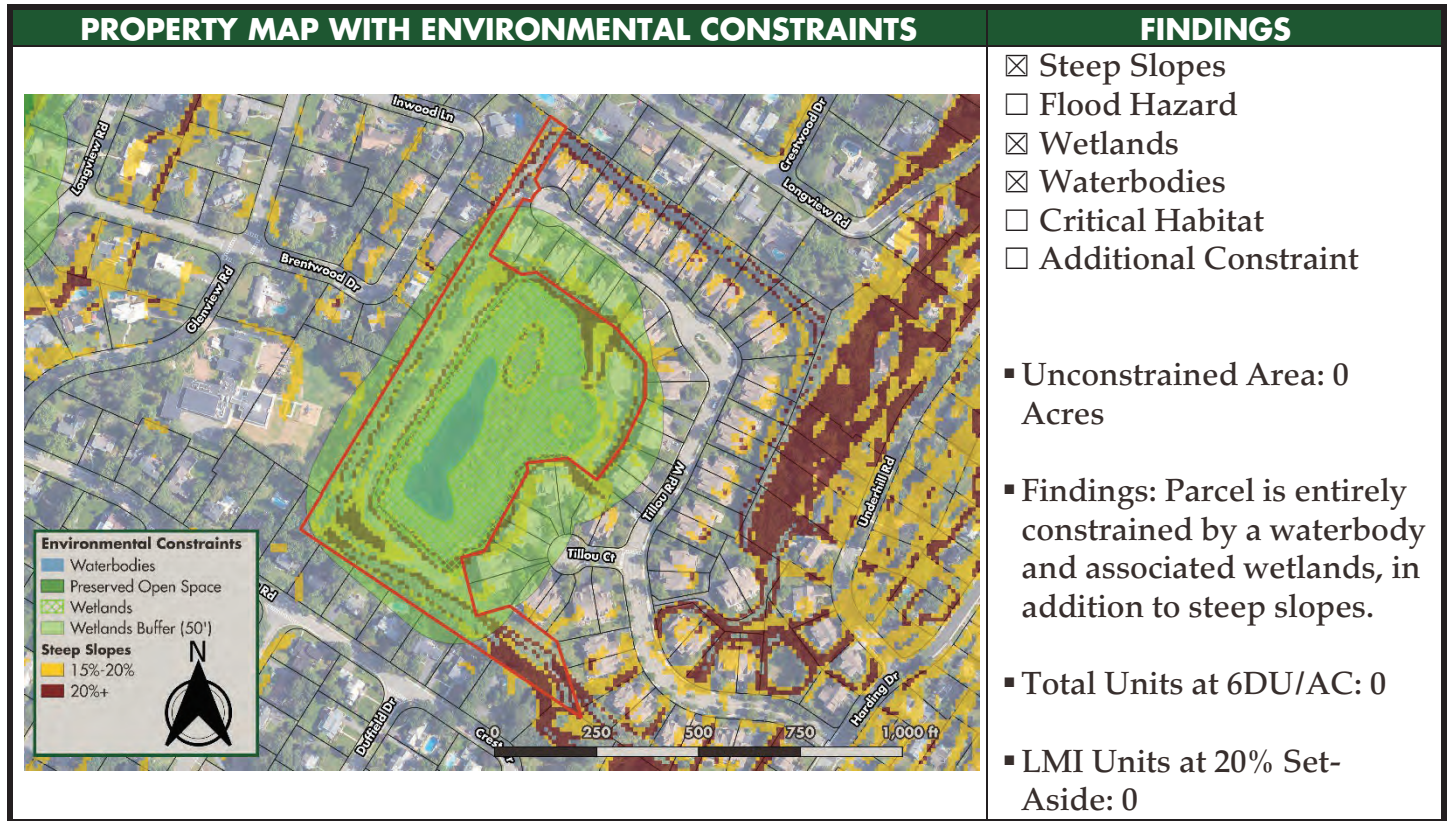 PROPERTY MAP WITH ENVIRONMENTAL CONSTRAINTS
FINDINGS
☒ Steep Slopes
☐ Flood Hazard
☒ Wetlands
☒ Waterbodies
☐ Critical Habitat
☐ Additional Constraint
▪ Unconstrained Area: 0
Acres
▪ Findings: Parcel is entirely
constrained by a waterbody
and associated wetlands, in
addition to steep slopes.
▪ Total Units at 6DU/AC: 0
▪ LMI Units at 20% Set-
Aside: 0
Inwood Ln
Longview Rd
Crestwood Dr
Longview Rd
Brentwood Dr
Glenview Rd
Underhill Rd
Tillou Rd W
Tillou Ct
Rd
Harding Dr
Duffield Dr
Environmental Constraints
Waterbodies
Preserved Open Space
Wetlands
Wetlands Buffer (50')
Steep Slopes
15%-20%
20%+
N
0 250 500 750 1,000 ft